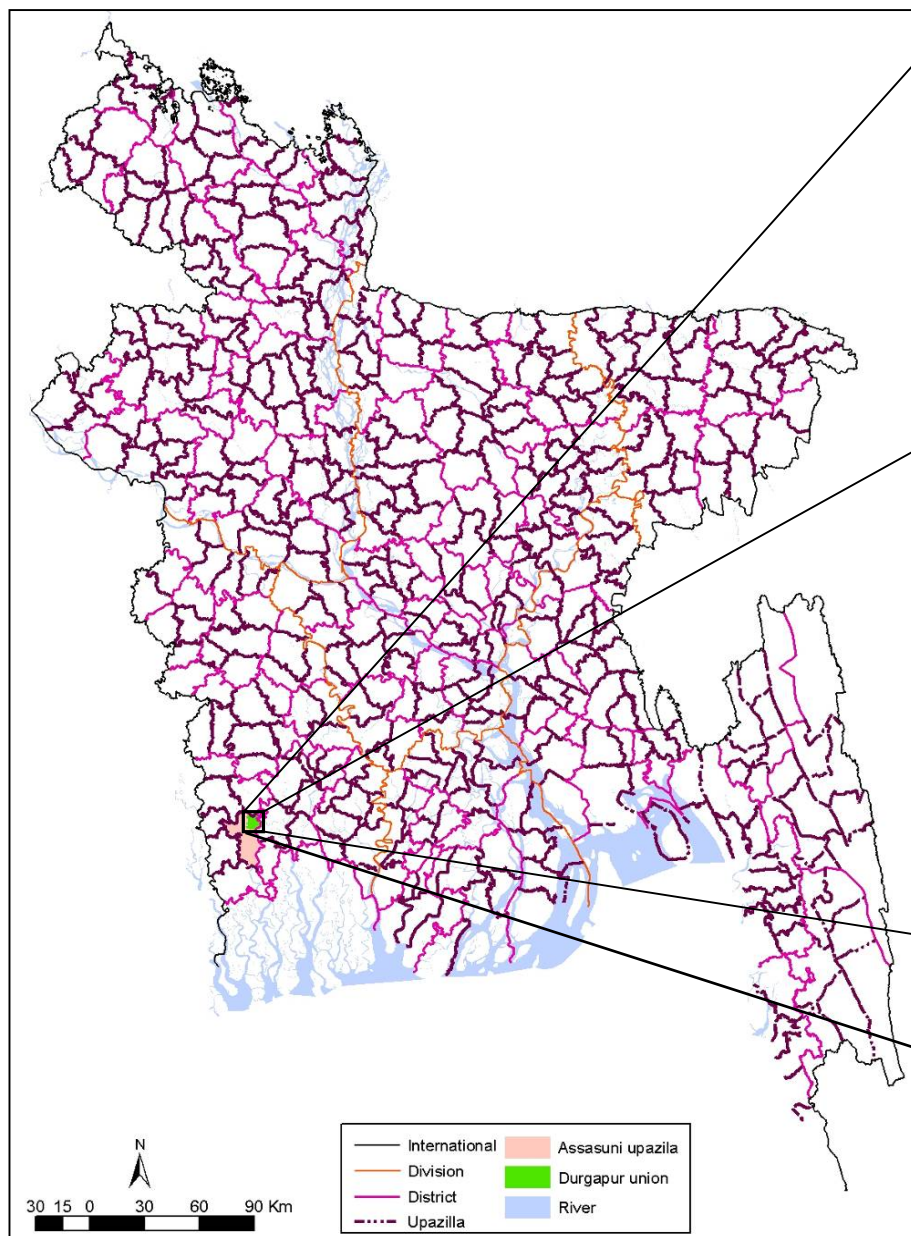 N
30 15 0 30 60 90 Km
International
Division
District
Upazilla
Assasuni upazila
Durgapur union
River